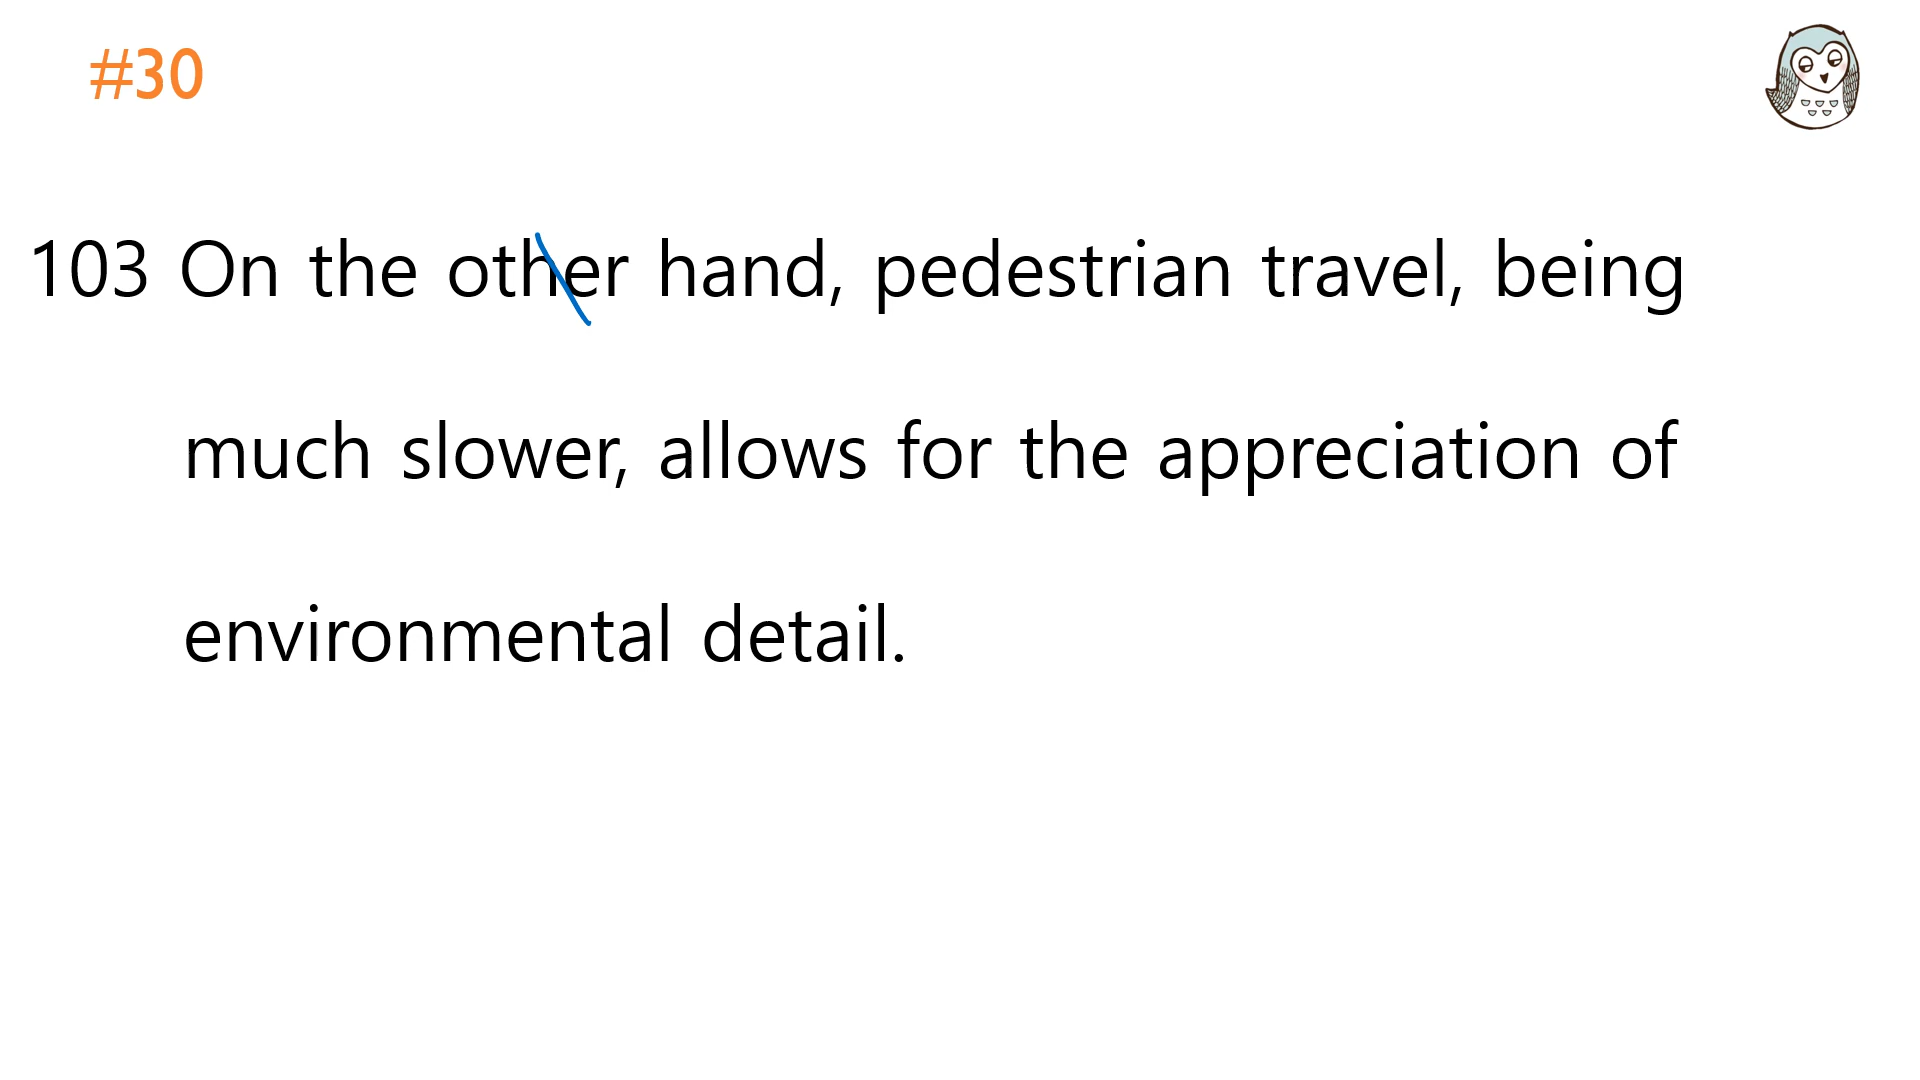 #30
103 On the other hand, pedestrian travel, being
much slower, allows for the appreciation of
environmental detail.